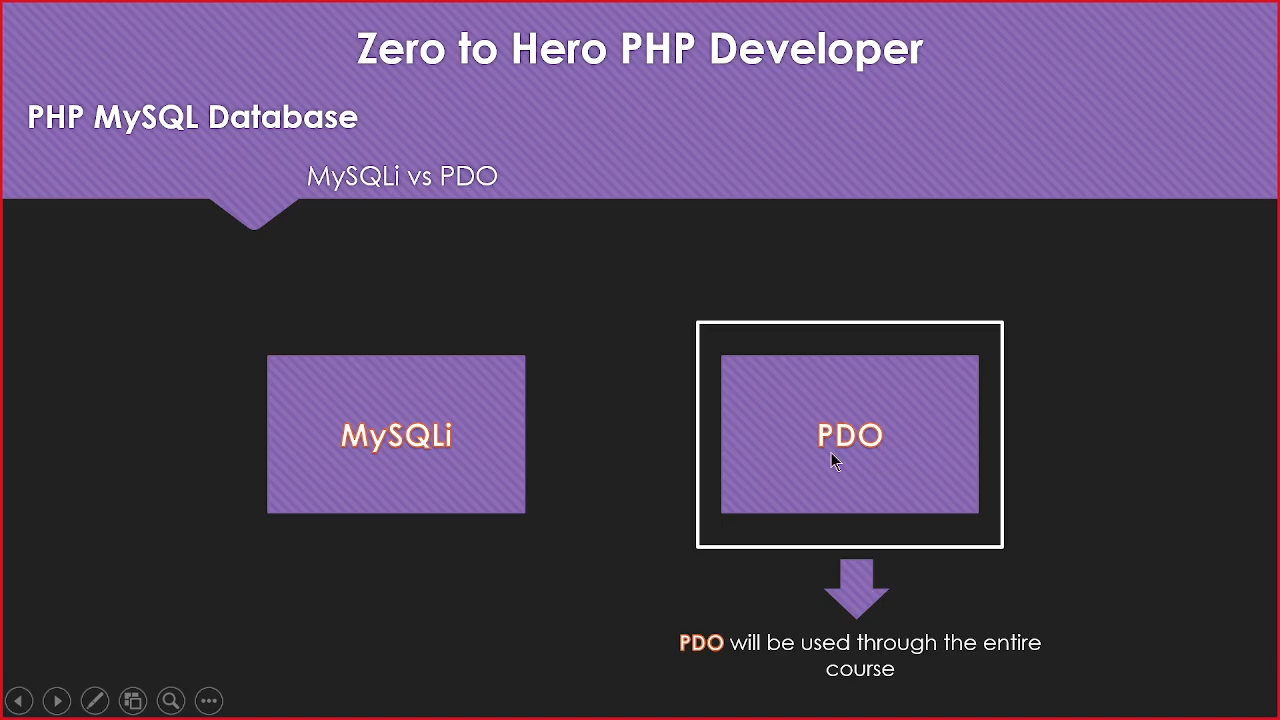 Zero to Hero PHP Developer
PHP MySQL Database
MySQLi vs PDO
MySQLi
PDO
PDO will be used through the entire
course